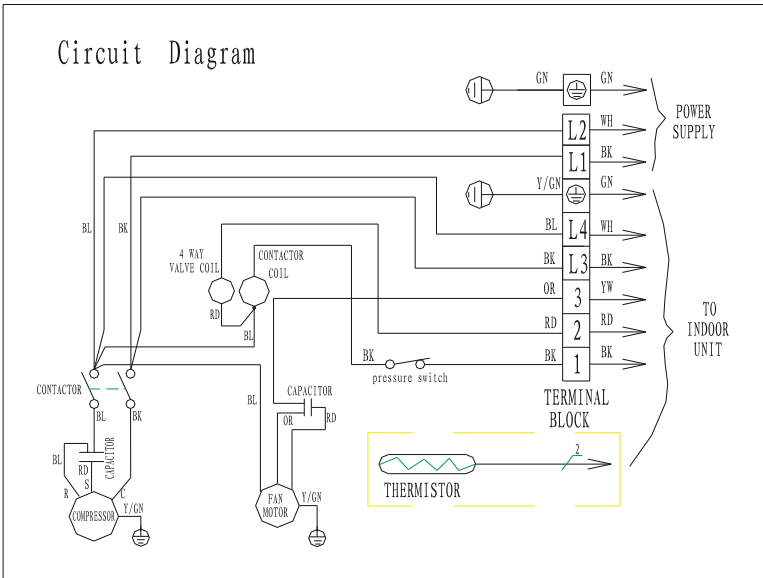 Circuit Diagram
GN GN
POWER
SUPPLY
L2 WH
L1 BK
Y/GN GN
BL L4 WH
BK L3 BK
OR 3 YW
RD 2 RD
BK BK 1 BK
TO
INDOOR
UNIT
BL BK
4 WAY
VALVE COIL
CONTACTOR
COIL
RD
BL
pressure switch
TERMINAL
BLOCK
CONTACTOR
BL BK
BL
CAPACITOR
OR RD
BL
RD
CAPACITOR
R S C
COMPRESSOR
Y/GN
FAN
MOTOR
Y/GN
2
THERMISTOR